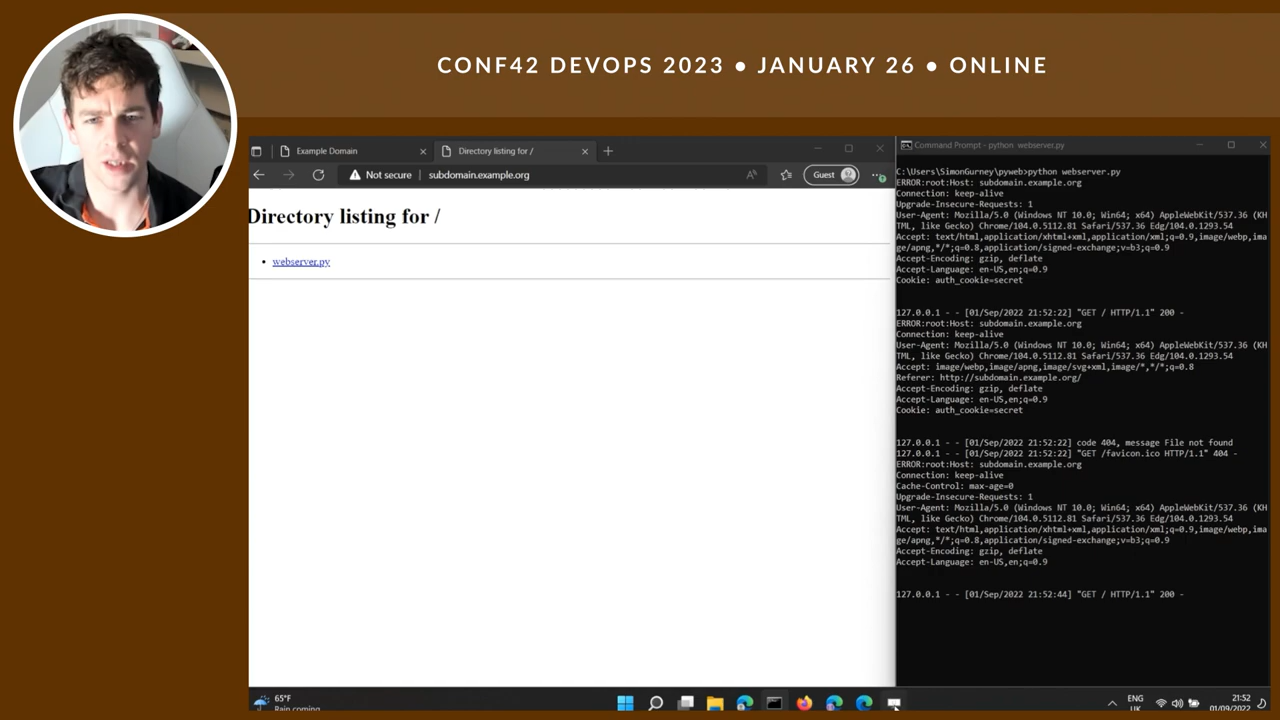 CONF42 DEVOPS 2023 • JANUARY 26 • ONLINE
Example Domain
Directory listing for /
Not secure
subdomain.example.org
Guest
Directory listing for /
• webserver.py
Command Prompt - python webserver.py
C:\Users\SimonGurney\pyweb>python webserver.py
ERROR:root:Host: subdomain.example.org
Connection: keep-alive
Upgrade-Insecure-Requests: 1
User-Agent: Mozilla/5.0 (Windows NT 10.0; Win64; x64) AppleWebKit/537.36 (KH
TML, like Gecko) Chrome/104.0.5112.81 Safari/537.36 Edg/104.0.1293.54
Accept: text/html,application/xhtml+xml,application/xml;q=0.9,image/webp,ima
ge/apng,*/*;q=0.8,application/signed-exchange;v=b3;q=0.9
Accept-Encoding: gzip, deflate
Accept-Language: en-US,en;q=0.9
Cookie: auth_cookie=secret
127.0.0.1 - - [01/Sep/2022 21:52:22] "GET / HTTP/1.1" 200 -
ERROR:root:Host: subdomain.example.org
Connection: keep-alive
User-Agent: Mozilla/5.0 (Windows NT 10.0; Win64; x64) AppleWebKit/537.36 (KH
TML, like Gecko) Chrome/104.0.5112.81 Safari/537.36 Edg/104.0.1293.54
Accept: image/webp,image/apng,image/svg+xml,image/*,*/*;q=0.8
Referer: http://subdomain.example.org/
Accept-Encoding: gzip, deflate
Accept-Language: en-US,en;q=0.9
Cookie: auth_cookie=secret
127.0.0.1 - - [01/Sep/2022 21:52:22] code 404, message File not found
127.0.0.1 - - [01/Sep/2022 21:52:22] "GET /favicon.ico HTTP/1.1" 404 -
ERROR:root:Host: subdomain.example.org
Connection: keep-alive
Cache-Control: max-age=0
Upgrade-Insecure-Requests: 1
User-Agent: Mozilla/5.0 (Windows NT 10.0; Win64; x64) AppleWebKit/537.36 (KH
TML, like Gecko) Chrome/104.0.5112.81 Safari/537.36 Edg/104.0.1293.54
Accept: text/html,application/xhtml+xml,application/xml;q=0.9,image/webp,ima
ge/apng,*/*;q=0.8,application/signed-exchange;v=b3;q=0.9
Accept-Encoding: gzip, deflate
Accept-Language: en-US,en;q=0.9
127.0.0.1 - - [01/Sep/2022 21:52:44] "GET / HTTP/1.1" 200 -
65°F
Rain coming
ENG
UK
21:52
01/09/2022